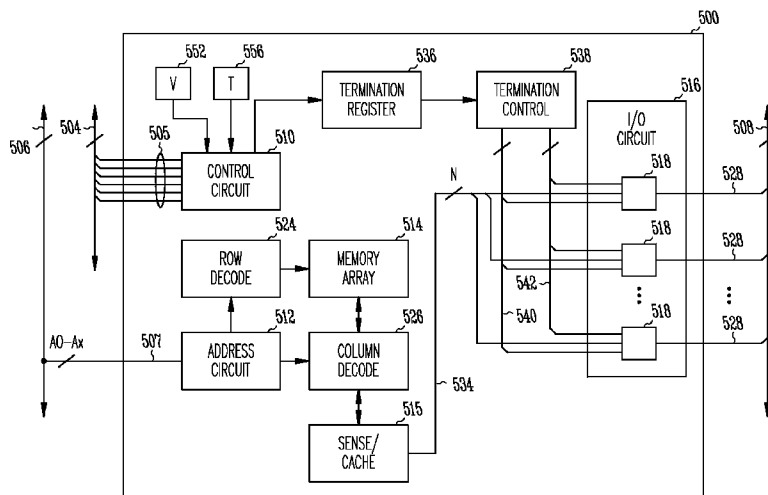 500
552
556
V
T
536
TERMINATION
REGISTER
538
TERMINATION
CONTROL
516
I/O
CIRCUIT
506
504
505
510
CONTROL
CIRCUIT
508
N
518
528
524
ROW
DECODE
514
MEMORY
ARRAY
518
528
542
540
518
528
A0-Ax
507
512
ADDRESS
CIRCUIT
526
COLUMN
DECODE
534
515
SENSE/
CACHE